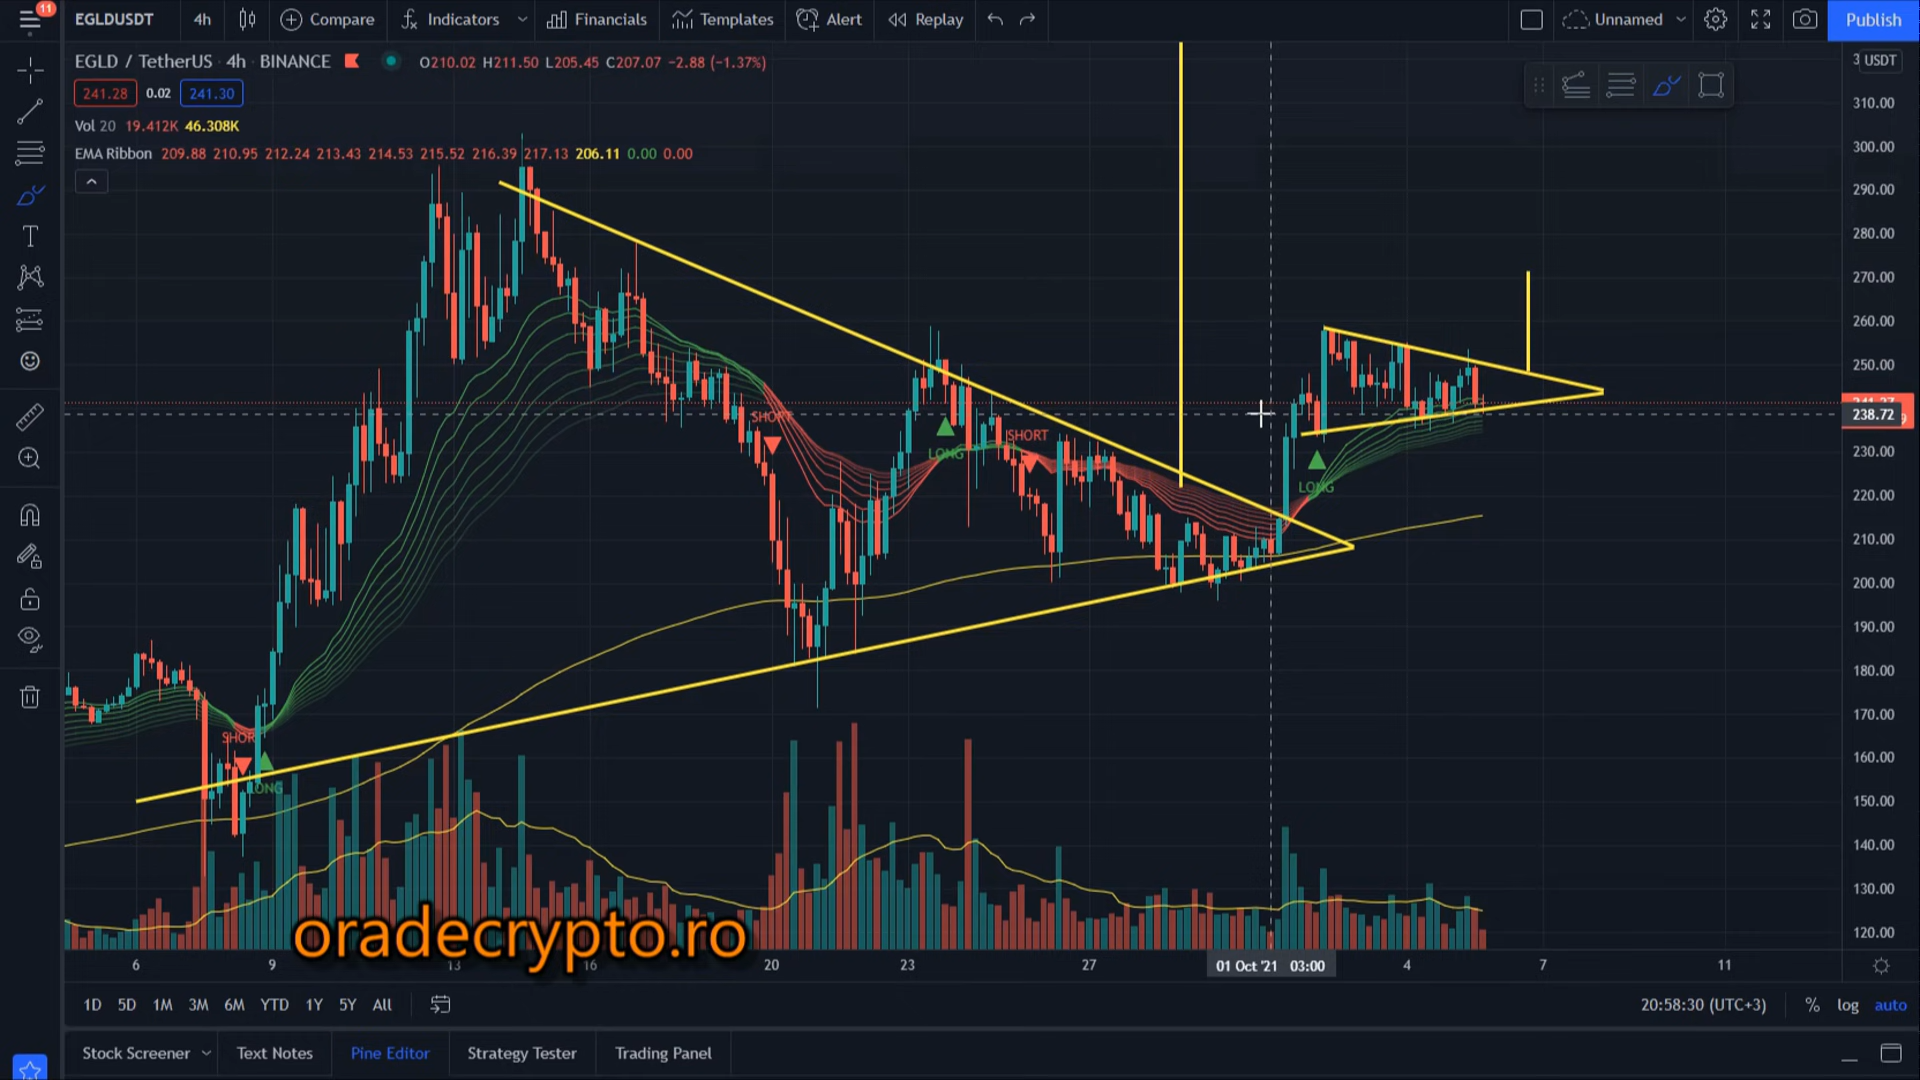 11
EGLDUSDT 4h Compare Indicators Financials Templates Alert Replay Unnamed Publish
EGLD / TetherUS · 4h · BINANCE O210.02 H211.50 L205.45 C207.07 -2.88 (-1.37%)
USDT
241.28 0.02 241.30
Vol 20 19.412K 46.308K
EMA Ribbon 209.88 210.95 212.24 213.43 214.53 215.52 216.39 217.13 206.11 0.00 0.00
310.00
300.00
290.00
280.00
270.00
260.00
250.00
238.72
230.00
220.00
210.00
200.00
190.00
180.00
170.00
160.00
150.00
140.00
130.00
120.00
SHORT
LONG
SHORT
LONG
SHOR
LONG
oradecrypto.ro
6 9 13 16 20 23 27 01 Oct '21 03:00 4 7 11
1D 5D 1M 3M 6M YTD 1Y 5Y All 20:58:30 (UTC+3) % log auto
Stock Screener Text Notes Pine Editor Strategy Tester Trading Panel